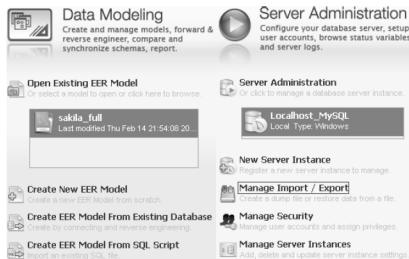 Data Modeling
Create and manage models, forward &
reverse engineer, compare and
synchronize schemas, report.
Open Existing EER Model
Or select a model to open or click here to browse.
sakila_full
Last modified Thu Feb 14 21:54:08 20...
Create New EER Model
Create a new EER Model from scratch.
Create EER Model From Existing Database
Create by connecting and reverse engineering.
Create EER Model From SQL Script
Import an existing SQL file.
Server Administration
Configure your database server, setup
user accounts, browse status variables
and server logs.
Server Administration
Or click to manage a database server instance.
Localhost_MySQL
Local Type: Windows
New Server Instance
Register a new server instance to manage.
Manage Import / Export
Create a dump file or restore data from a file.
Manage Security
Manage user accounts and assign privileges.
Manage Server Instances
Add, delete and update server instance settings.